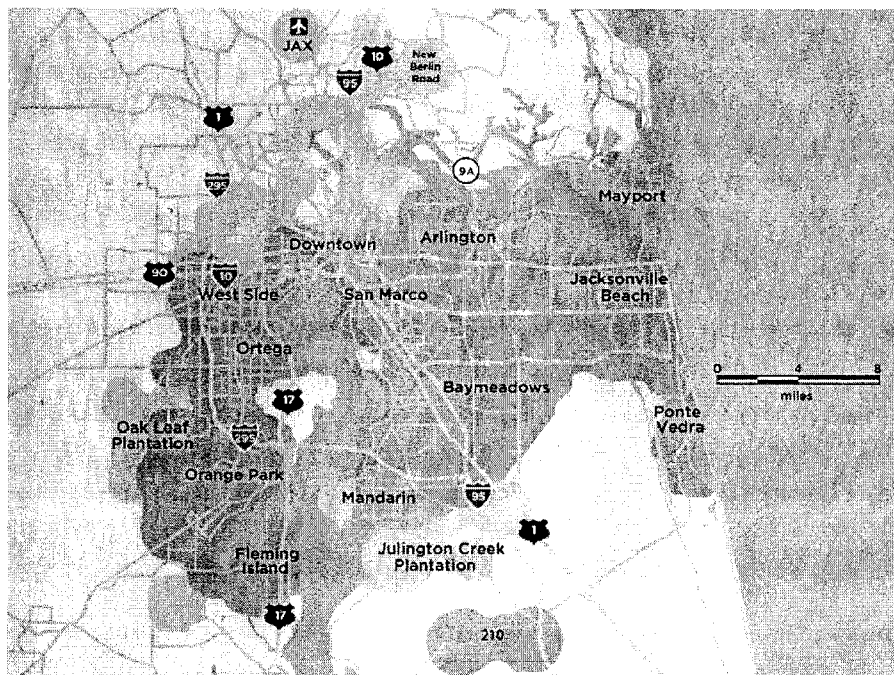 JAX
10
New
Berlin
Road
95
1
9A
295
Mayport
Downtown
Arlington
90
10
Jacksonville
Beach
West Side
San Marco
Ortega
0
4
8
miles
Baymeadows
17
Ponte
Vedra
Oak Leaf
Plantation
295
Orange Park
Mandarin
95
1
Julington Creek
Plantation
Fleming
Island
17
210